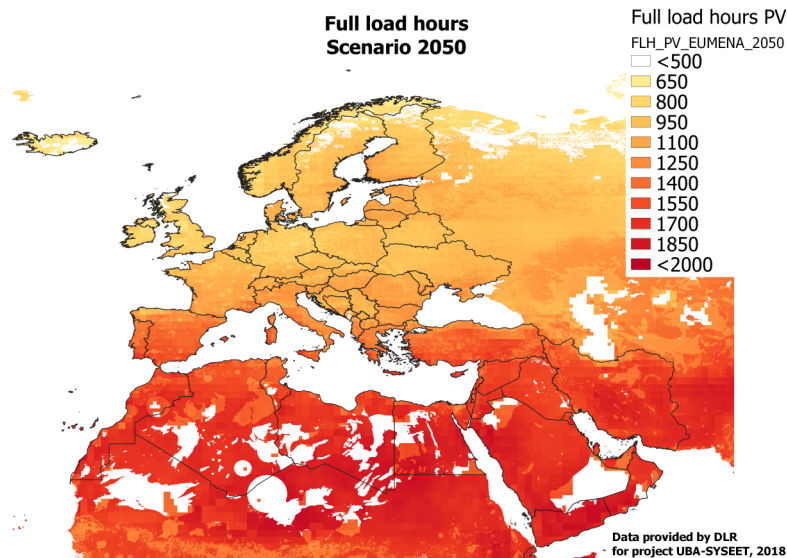 Full load hours
Scenario 2050
Full load hours PV
FLH_PV_EUMENA_2050
<500
650
800
950
1100
1250
1400
1550
1700
1850
<2000
Data provided by DLR
for project UBA-SYSEET, 2018